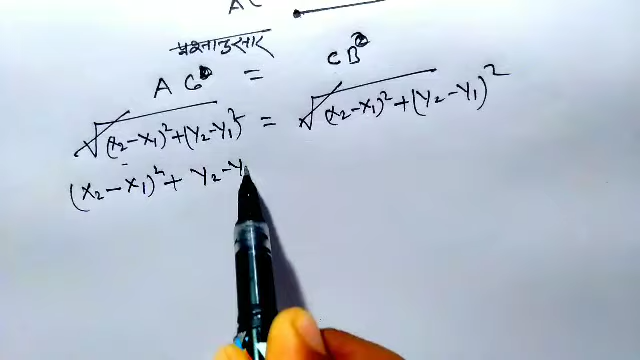 AC
प्रश्नानुसार
AC² = CB²
√(x₂-x₁)²+(y₂-y₁)² = √(x₂-x₁)²+(y₂-y₁)²
(x₂-x₁)²+ y₂-y